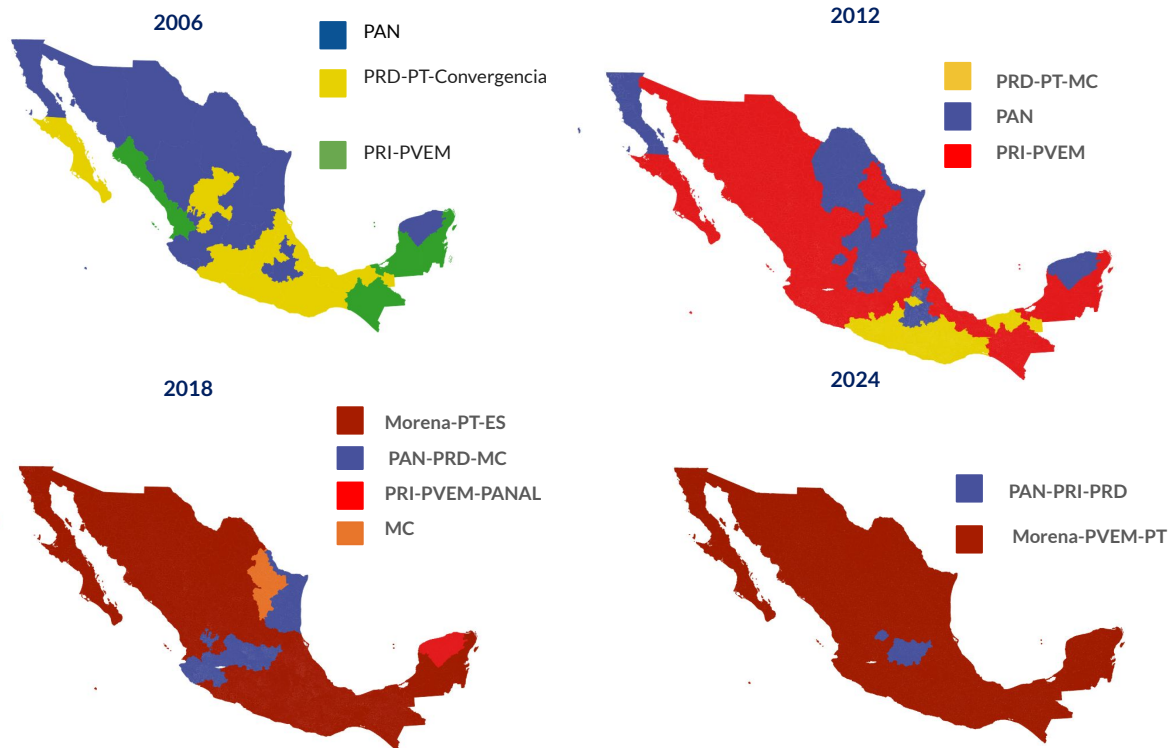 2006
PAN
PRD-PT-Convergencia
PRI-PVEM
2012
PRD-PT-MC
PAN
PRI-PVEM
2018
Morena-PT-ES
PAN-PRD-MC
PRI-PVEM-PANAL
MC
2024
PAN-PRI-PRD
Morena-PVEM-PT